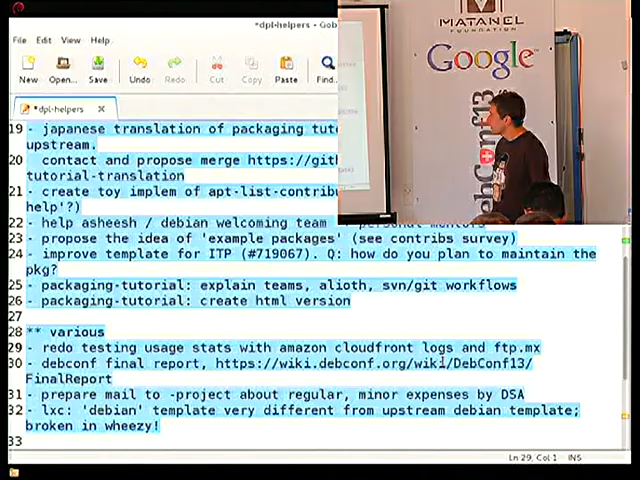 *dpl-helpers - Gob
File Edit View Help
New Open... Save Undo Redo Cut Copy Paste Find.
*dpl-helpers
19 - japanese translation of packaging tut
upstream.
20 contact and propose merge https://git
tutorial-translation
21 - create toy implem of apt-list-contrib
help'?)
22 - help asheesh / debian welcoming team
23 - propose the idea of 'example packages' (see contribs survey)
24 - improve template for ITP (#719067). Q: how do you plan to maintain the
pkg?
25 - packaging-tutorial: explain teams, alioth, svn/git workflows
26 - packaging-tutorial: create html version
27
28 ** various
29 - redo testing usage stats with amazon cloudfront logs and ftp.mx
30 - debconf final report, https://wiki.debconf.org/wiki/DebConf13/
FinalReport
31 - prepare mail to -project about regular, minor expenses by DSA
32 - lxc: 'debian' template very different from upstream debian template;
broken in wheezy!
33
Ln 29, Col 1 INS
MATANEL
FOUNDATION
Google
ebConf13